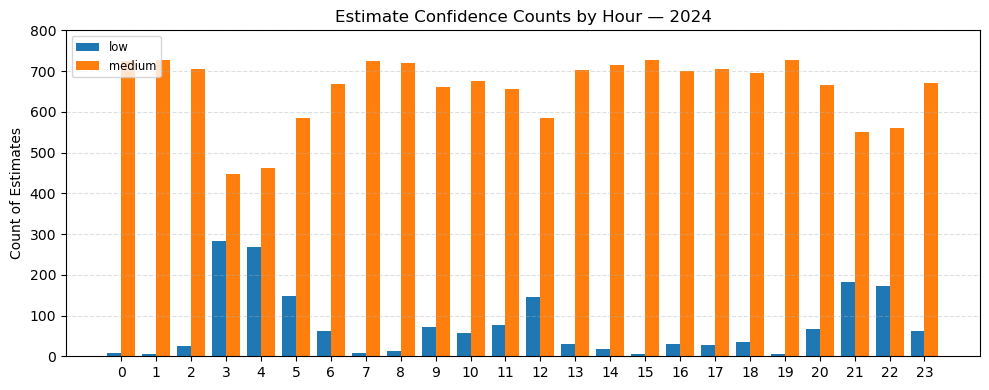 Estimate Confidence Counts by Hour — 2024
low
medium
Count of Estimates
800
700
600
500
400
300
200
100
0
0 1 2 3 4 5 6 7 8 9 10 11 12 13 14 15 16 17 18 19 20 21 22 23